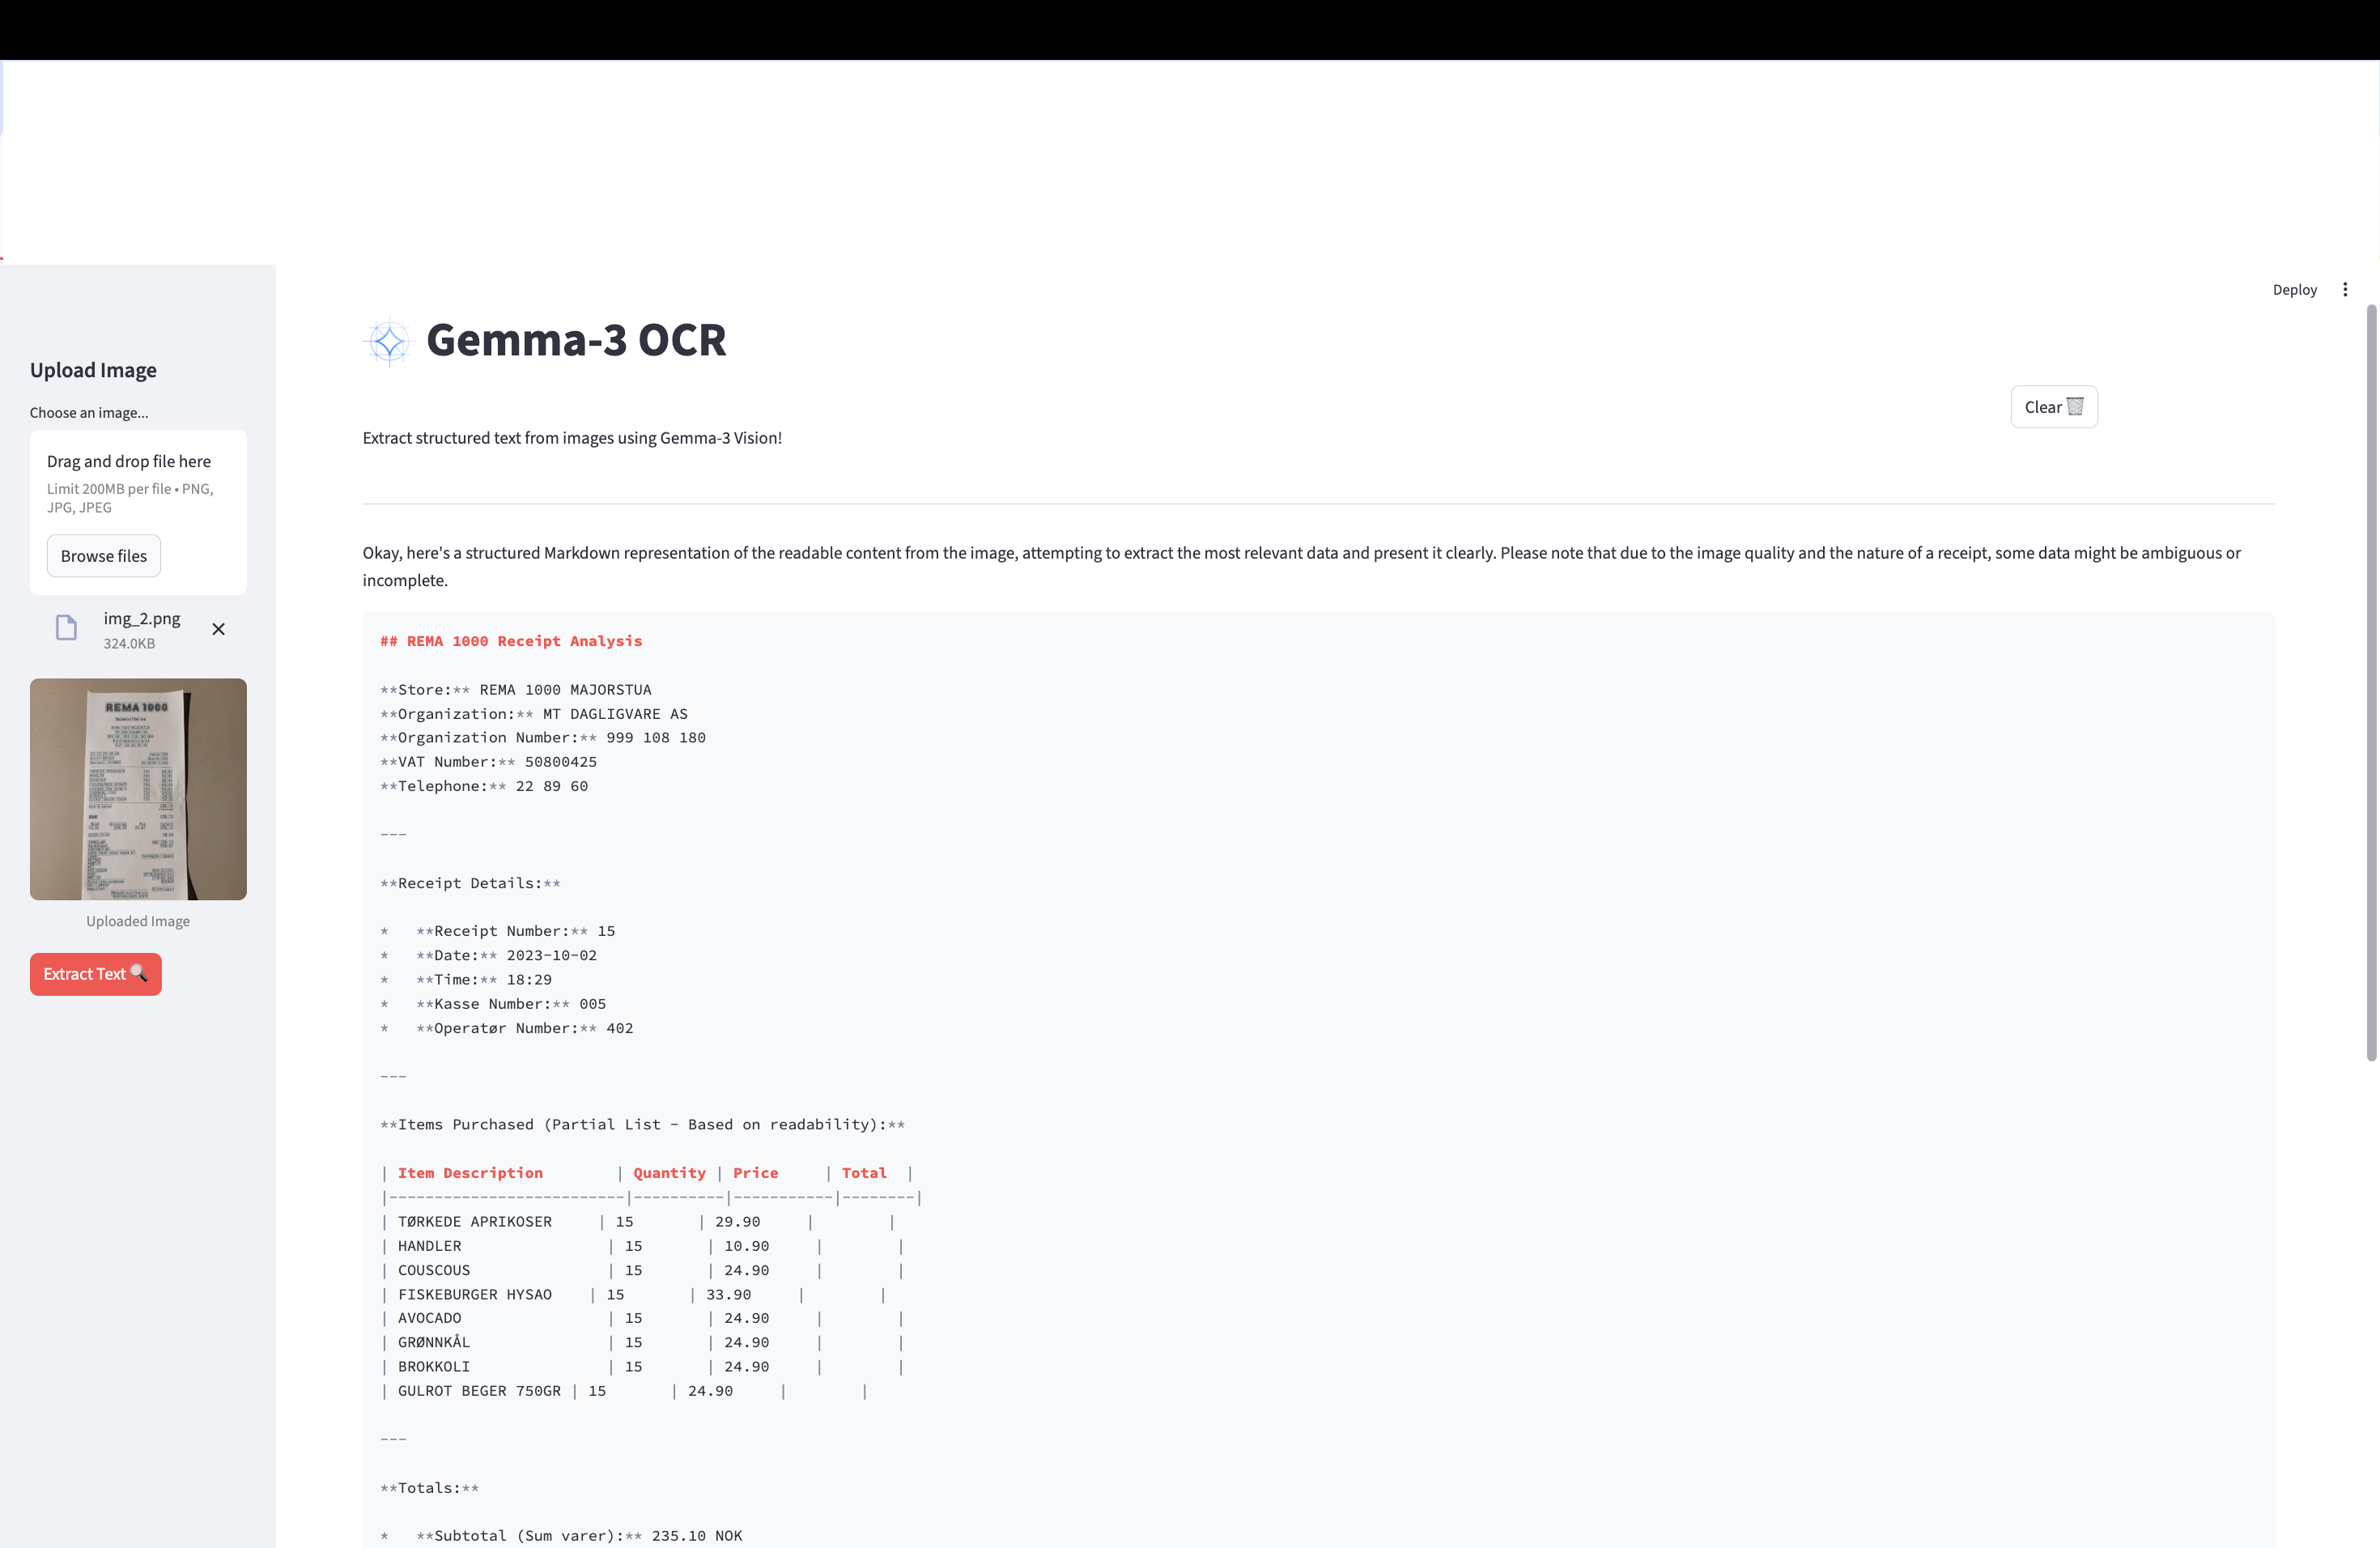 Deploy
Gemma-3 OCR
Upload Image
Choose an image...
Drag and drop file here
Limit 200MB per file • PNG,
JPG, JPEG
Browse files
img_2.png
324.0KB
REMA 1000
Uploaded Image
Extract Text
Clear
Extract structured text from images using Gemma-3 Vision!
Okay, here's a structured Markdown representation of the readable content from the image, attempting to extract the most relevant data and present it clearly. Please note that due to the image quality and the nature of a receipt, some data might be ambiguous or
incomplete.
## REMA 1000 Receipt Analysis
**Store:** REMA 1000 MAJORSTUA
**Organization:** MT DAGLIGVARE AS
**Organization Number:** 999 108 180
**VAT Number:** 50800425
**Telephone:** 22 89 60
---
**Receipt Details:**
*   **Receipt Number:** 15
*   **Date:** 2023-10-02
*   **Time:** 18:29
*   **Kasse Number:** 005
*   **Operatør Number:** 402
---
**Items Purchased (Partial List - Based on readability):**
| Item Description        | Quantity | Price     | Total  |
|--------------------------|----------|-----------|--------|
| TØRKEDE APRIKOSER     | 15       | 29.90     |        |
| HANDLER                | 15       | 10.90     |        |
| COUSCOUS               | 15       | 24.90     |        |
| FISKEBURGER HYSAO    | 15       | 33.90     |        |
| AVOCADO                | 15       | 24.90     |        |
| GRØNNKÅL               | 15       | 24.90     |        |
| BROKKOLI               | 15       | 24.90     |        |
| GULROT BEGER 750GR | 15       | 24.90     |        |
---
**Totals:**
*   **Subtotal (Sum varer):** 235.10 NOK